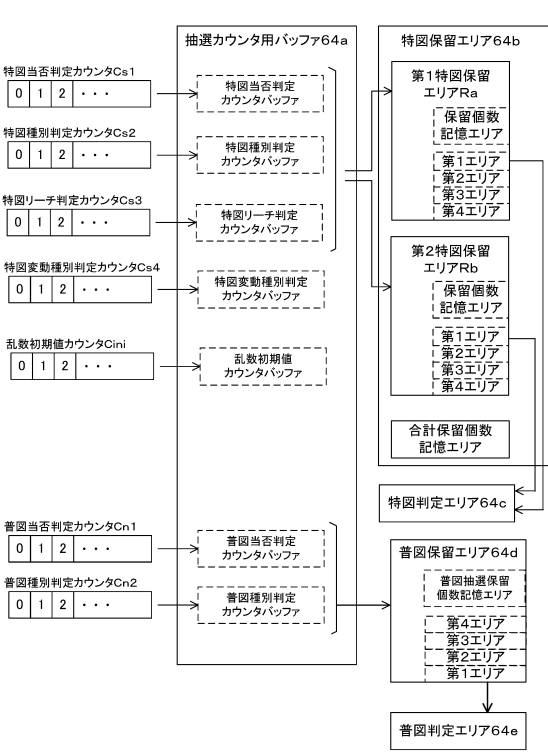 抽選カウンタ用バッファ64a
特図当否判定カウンタCs1
0 1 2 ・・・
特図当否判定
カウンタバッファ
特図種別判定カウンタCs2
0 1 2 ・・・
特図種別判定
カウンタバッファ
特図リーチ判定カウンタCs3
0 1 2 ・・・
特図リーチ判定
カウンタバッファ
特図変動種別判定カウンタCs4
0 1 2 ・・・
特図変動種別判定
カウンタバッファ
乱数初期値カウンタCini
0 1 2 ・・・
乱数初期値
カウンタバッファ
普図当否判定カウンタCn1
0 1 2 ・・・
普図当否判定
カウンタバッファ
普図種別判定カウンタCn2
0 1 2 ・・・
普図種別判定
カウンタバッファ
特図保留エリア64b
第1特図保留
エリアRa
保留個数
記憶エリア
第1エリア
第2エリア
第3エリア
第4エリア
第2特図保留
エリアRb
保留個数
記憶エリア
第1エリア
第2エリア
第3エリア
第4エリア
合計保留個数
記憶エリア
特図判定エリア64c
普図保留エリア64d
普図抽選保留
個数記憶エリア
第4エリア
第3エリア
第2エリア
第1エリア
普図判定エリア64e